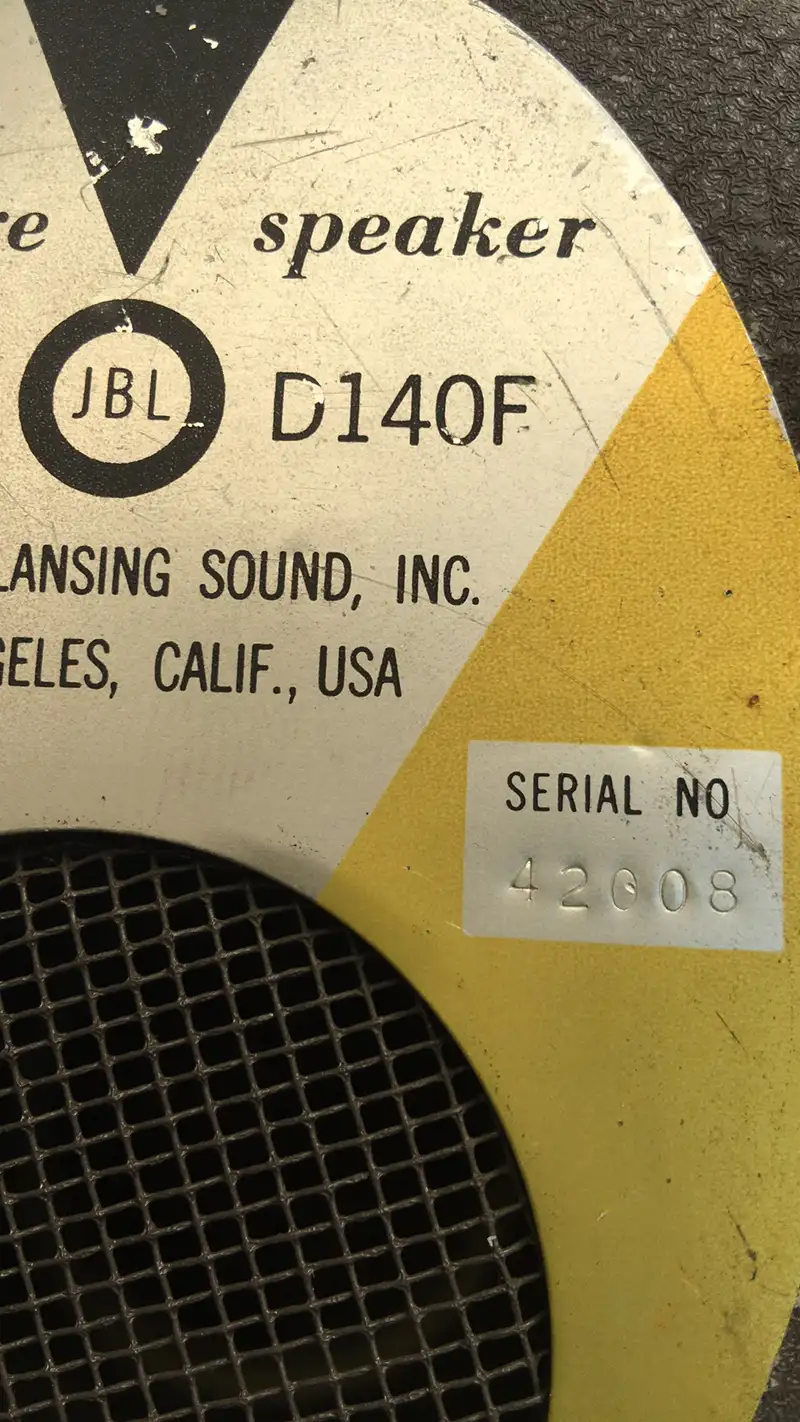 re speaker
JBL D140F
LANSING SOUND, INC.
GELES, CALIF., USA
SERIAL NO
42008